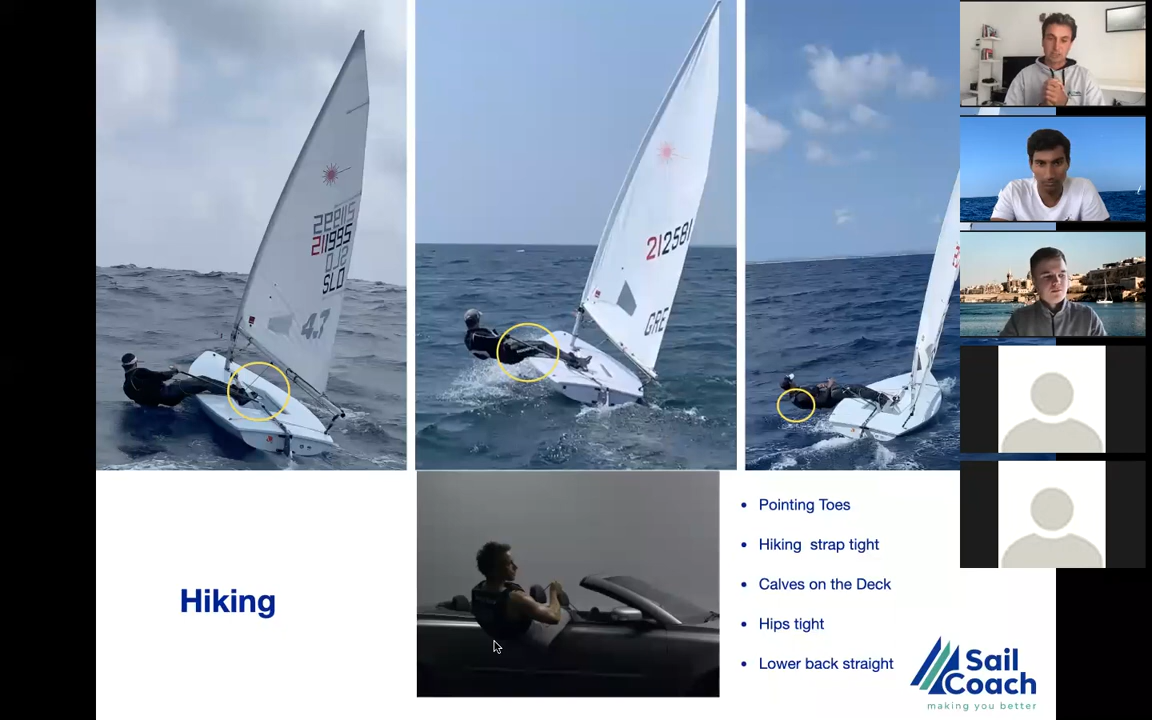 211995
SLO
4.7
212581
GRE
Hiking
• Pointing Toes
• Hiking  strap tight
• Calves on the Deck
• Hips tight
• Lower back straight
Sail
Coach
making you better